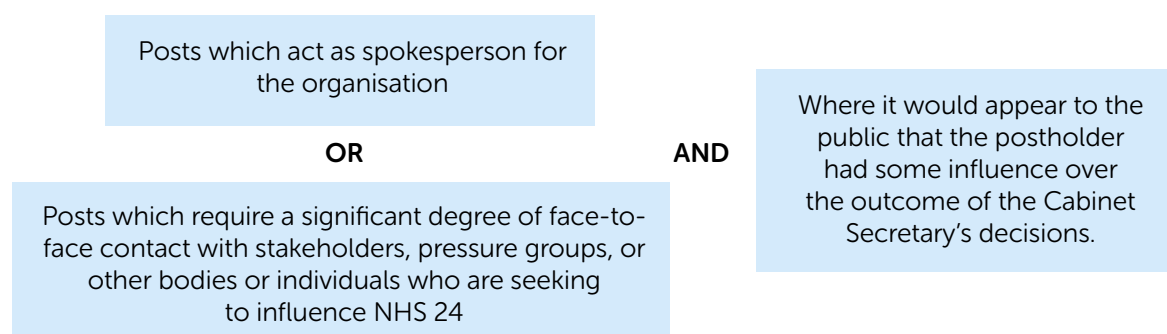 Posts which act as spokesperson for
the organisation
OR
Posts which require a significant degree of face-to-
face contact with stakeholders, pressure groups, or
other bodies or individuals who are seeking
to influence NHS 24
AND
Where it would appear to the
public that the postholder
had some influence over
the outcome of the Cabinet
Secretary’s decisions.